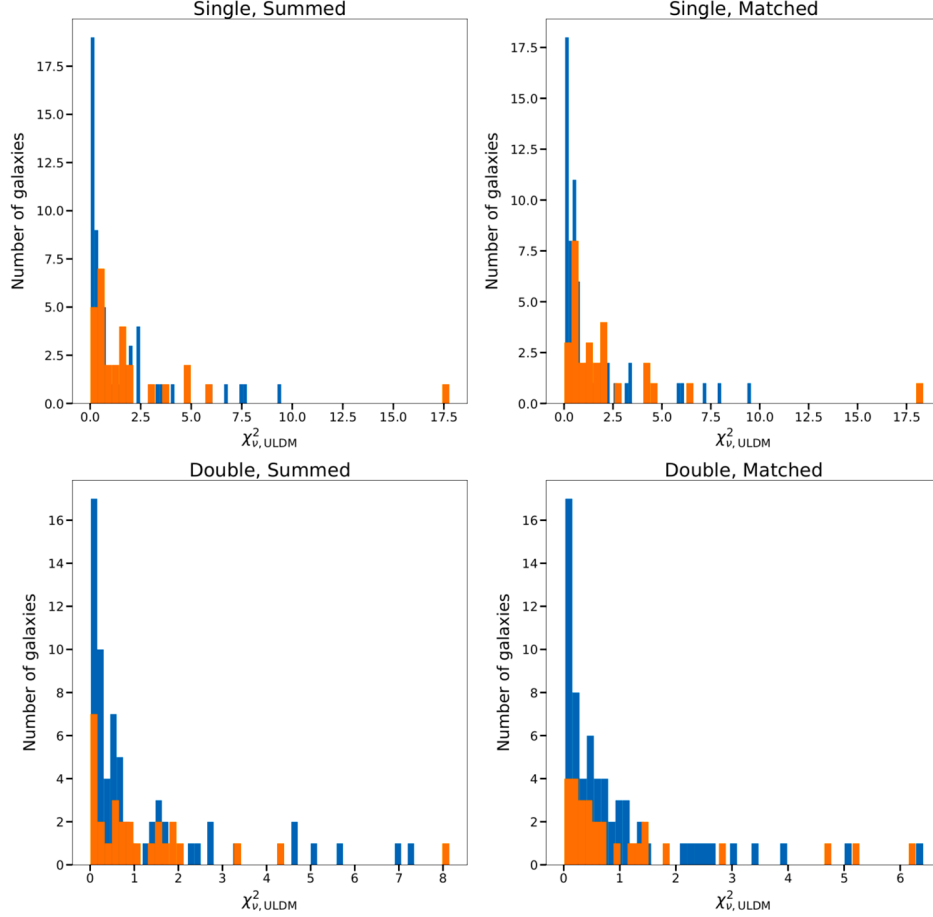 Single, Summed
Single, Matched
17.5
15.0
12.5
10.0
7.5
5.0
2.5
0.0
Number of galaxies
0.0 2.5 5.0 7.5 10.0 12.5 15.0 17.5
χ²ν, ULDM
17.5
15.0
12.5
10.0
7.5
5.0
2.5
0.0
Number of galaxies
0.0 2.5 5.0 7.5 10.0 12.5 15.0 17.5
χ²ν, ULDM
Double, Summed
Double, Matched
16
14
12
10
8
6
4
2
0
Number of galaxies
0 1 2 3 4 5 6 7 8
χ²ν, ULDM
16
14
12
10
8
6
4
2
0
Number of galaxies
0 1 2 3 4 5 6
χ²ν, ULDM